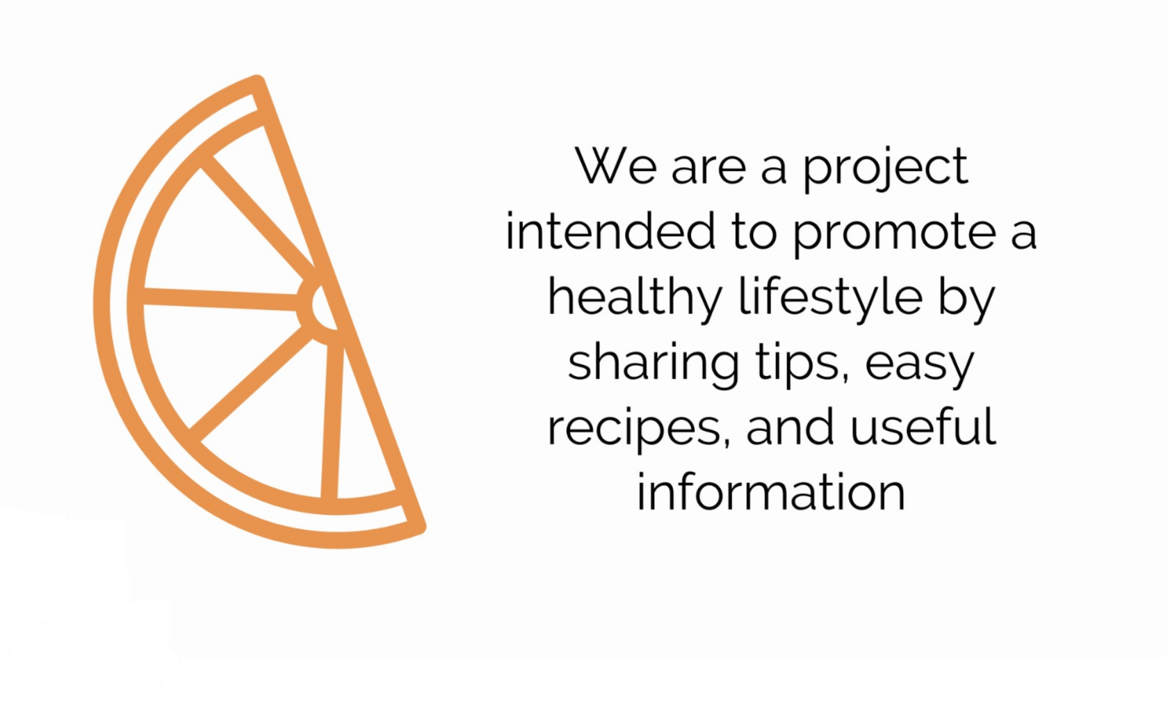 We are a project
intended to promote a
healthy lifestyle by
sharing tips, easy
recipes, and useful
information